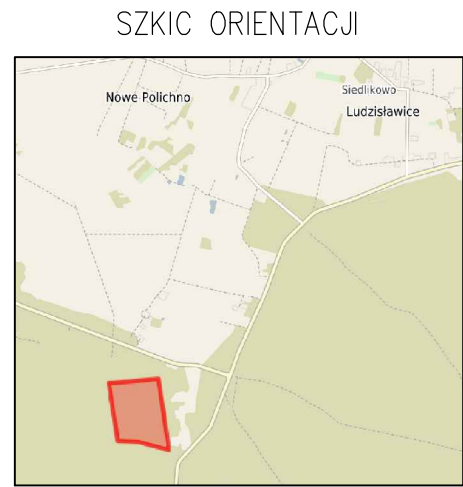 SZKIC ORIENTACJI
Siedlikowo
Nowe Polichno
Ludzisławice